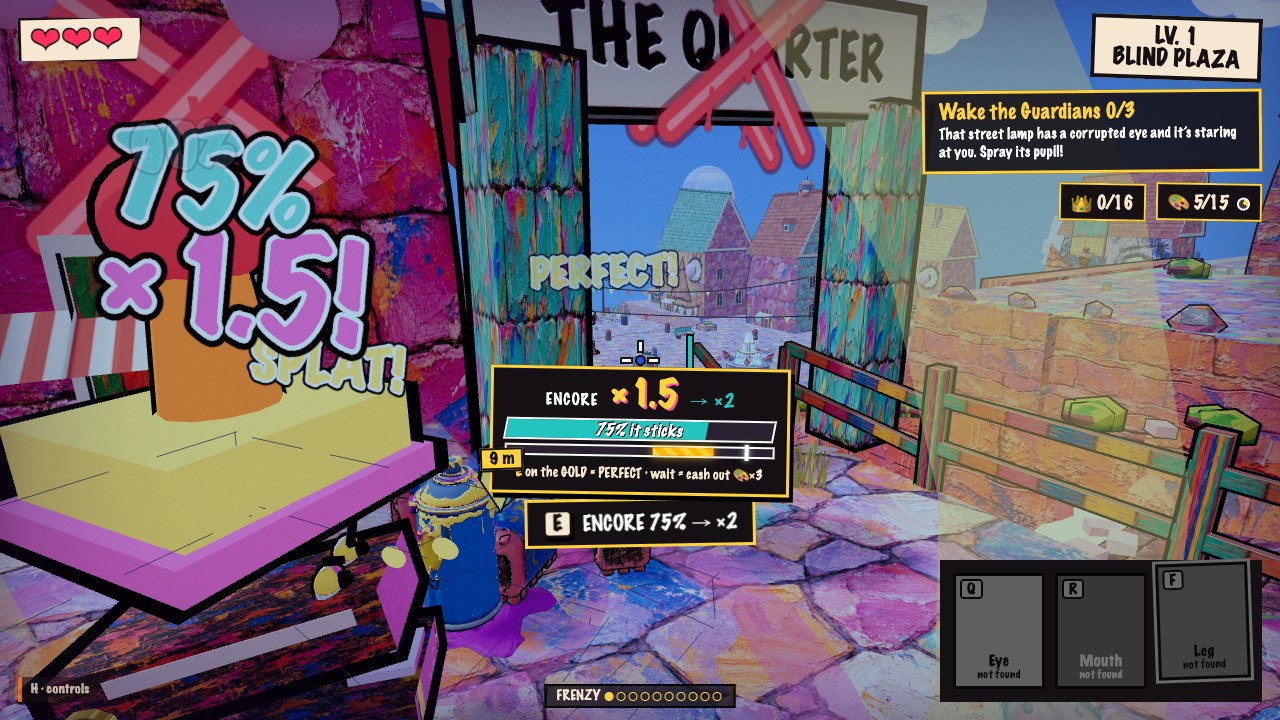 THE QUARTER
LV. 1
BLIND PLAZA
Wake the Guardians 0/3
That street lamp has a corrupted eye and it's staring
at you. Spray its pupil!
0/16
5/15
75%
×1.5!
SPLAT!
PERFECT!
ENCORE ×1.5 → ×2
75% it sticks
9 m
on the GOLD = PERFECT · wait = cash out ×3
E ENCORE 75% → ×2
Q
Eye
not found
R
Mouth
not found
F
Leg
not found
H · controls
FRENZY